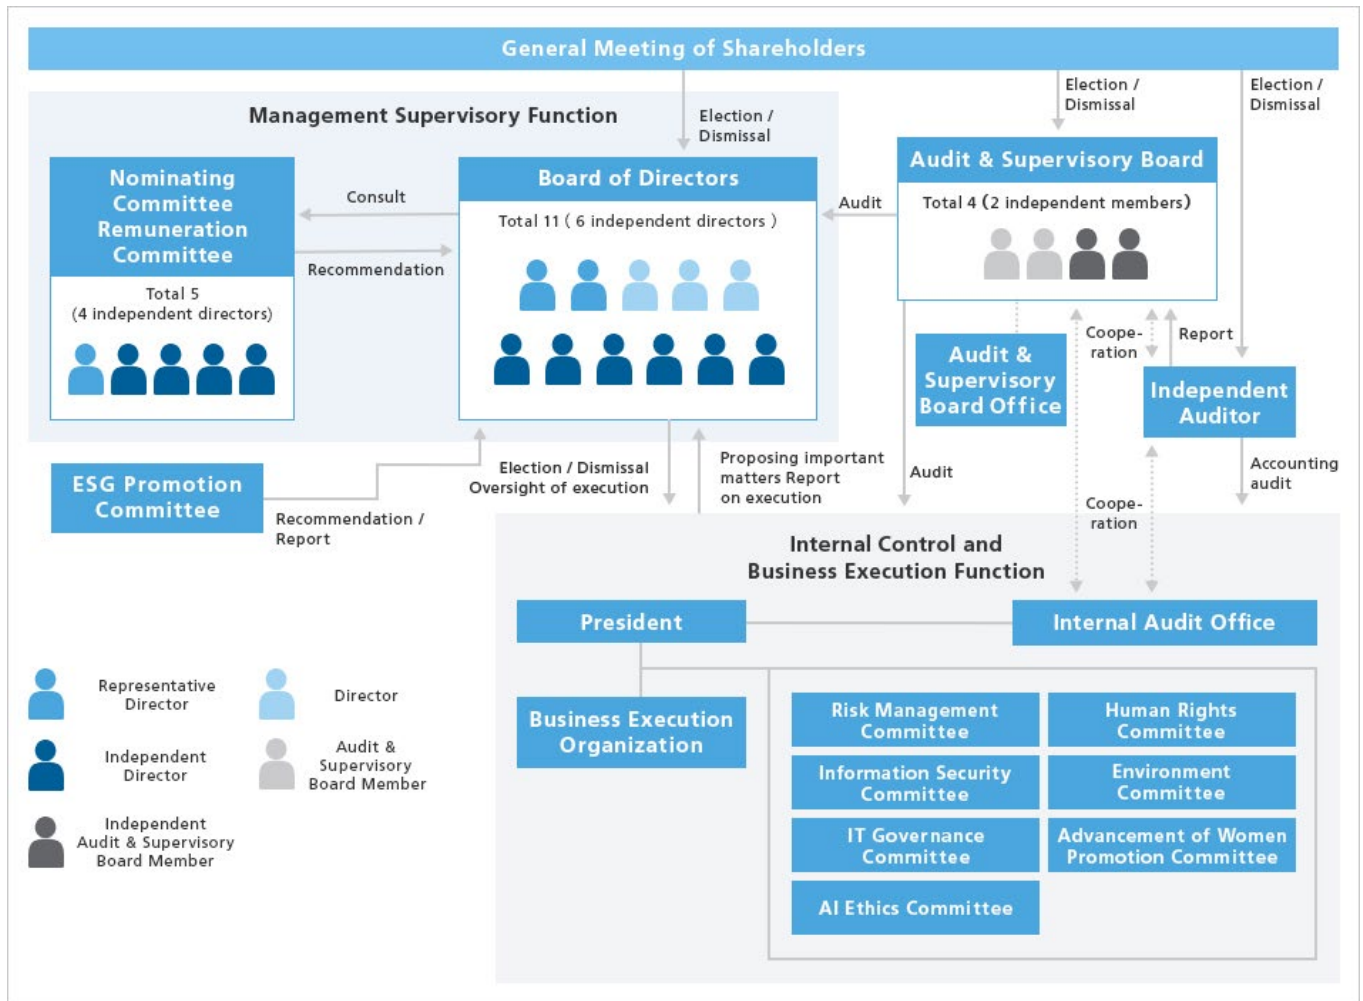 General Meeting of Shareholders
Management Supervisory Function
Election /
Dismissal
Election /
Dismissal
Election /
Dismissal
Nominating
Committee
Remuneration
Committee
Total 5
(4 independent directors)
Consult
Recommendation
Board of Directors
Total 11 ( 6 independent directors )
Audit
Audit & Supervisory Board
Total 4 (2 independent members)
Audit &
Supervisory
Board Office
Coope-
ration
Report
Independent
Auditor
ESG Promotion
Committee
Recommendation /
Report
Election / Dismissal
Oversight of execution
Proposing important
matters Report
on execution
Audit
Coope-
ration
Accounting
audit
Internal Control and
Business Execution Function
President
Internal Audit Office
Business Execution
Organization
Risk Management
Committee
Human Rights
Committee
Information Security
Committee
Environment
Committee
IT Governance
Committee
Advancement of Women
Promotion Committee
AI Ethics Committee
Representative
Director
Director
Independent
Director
Audit &
Supervisory
Board Member
Independent
Audit & Supervisory
Board Member